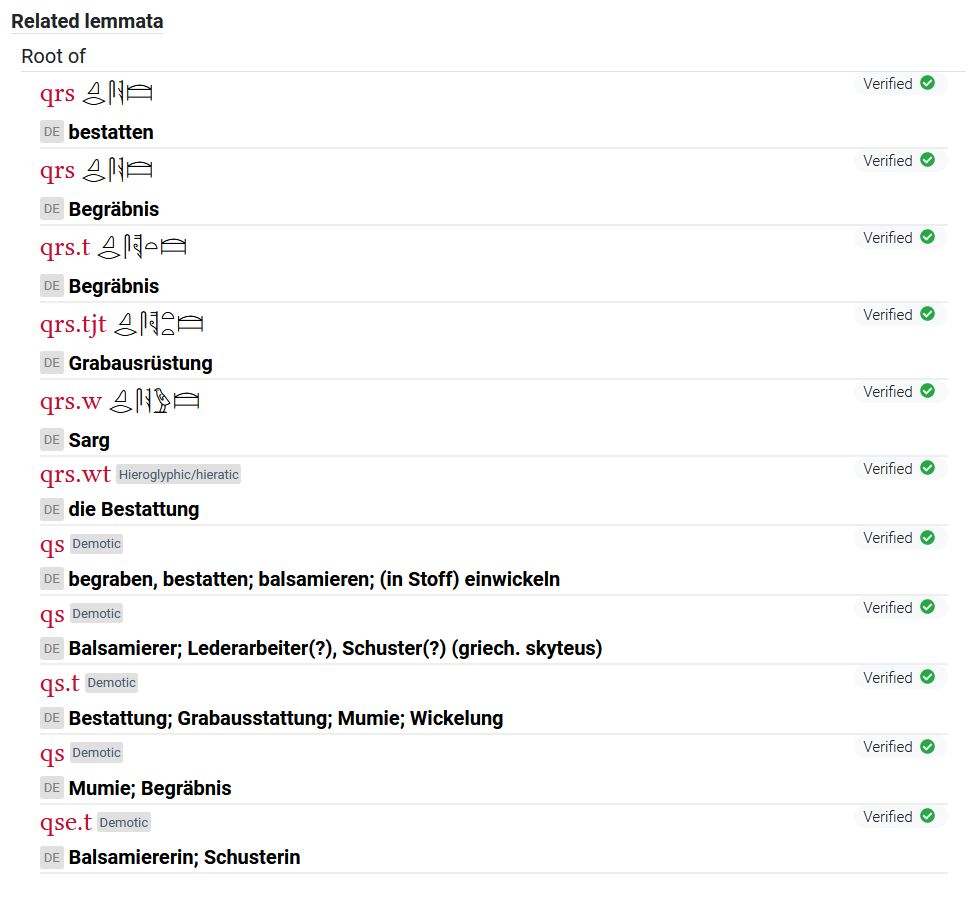 Related lemmata
Root of
qrs
Verified
DE bestatten
qrs
Verified
DE Begräbnis
qrs.t
Verified
DE Begräbnis
qrs.tjt
Verified
DE Grabausrüstung
qrs.w
Verified
DE Sarg
qrs.wt Hieroglyphic/hieratic
Verified
DE die Bestattung
qs Demotic
Verified
DE begraben, bestatten; balsamieren; (in Stoff) einwickeln
qs Demotic
Verified
DE Balsamierer; Lederarbeiter(?), Schuster(?) (griech. skyteus)
qs.t Demotic
Verified
DE Bestattung; Grabausstattung; Mumie; Wickelung
qs Demotic
Verified
DE Mumie; Begräbnis
qse.t Demotic
Verified
DE Balsamiererin; Schusterin